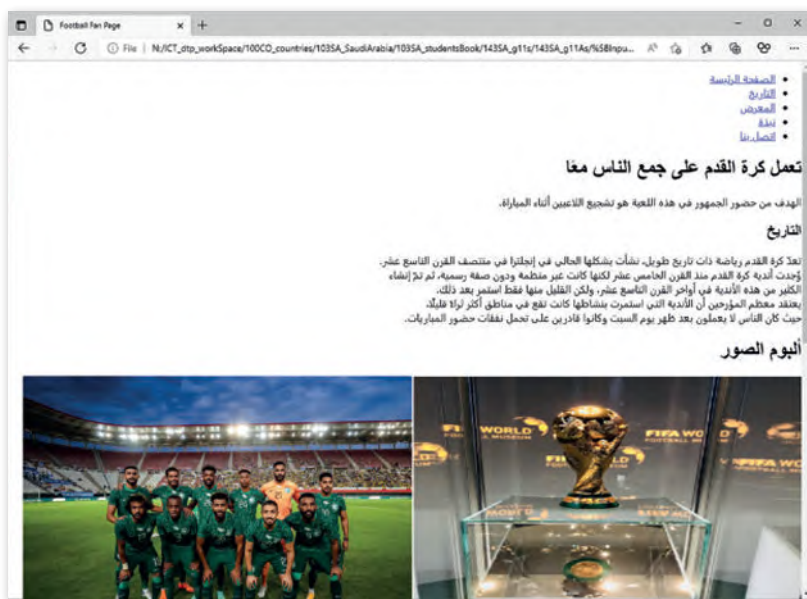 Football Fan Page
File | N:/ICT_dtp_workSpace/100CO_countries/103SA_SaudiArabia/103SA_studentsBook/143SA_g11s/143SA_g11As/%5BInpu...
الصفحة الرئيسة
التاريخ
المعرض
نبذة
اتصل بنا
تعمل كرة القدم على جمع الناس معًا
الهدف من حضور الجمهور في هذه اللعبة هو تشجيع اللاعبين أثناء المباراة.
التاريخ
تعدّ كرة القدم رياضة ذات تاريخ طويل، نشأت بشكلها الحالي في إنجلترا في منتصف القرن التاسع عشر.
وُجدت أندية كرة القدم منذ القرن الخامس عشر لكنها كانت غير منظمة ودون صفة رسمية، ثم تمّ إنشاء
الكثير من هذه الأندية في أواخر القرن التاسع عشر، ولكن القليل منها فقط استمر بعد ذلك.
يعتقد معظم المؤرخين أن الأندية التي استمرت بنشاطها كانت تقع في مناطق أكثر ثراءً قليلًا،
حيث كان الناس لا يعملون بعد ظهر يوم السبت وكانوا قادرين على تحمل نفقات حضور المباريات.
ألبوم الصور
FIFA WORLD
FOOTBALL MUSEUM